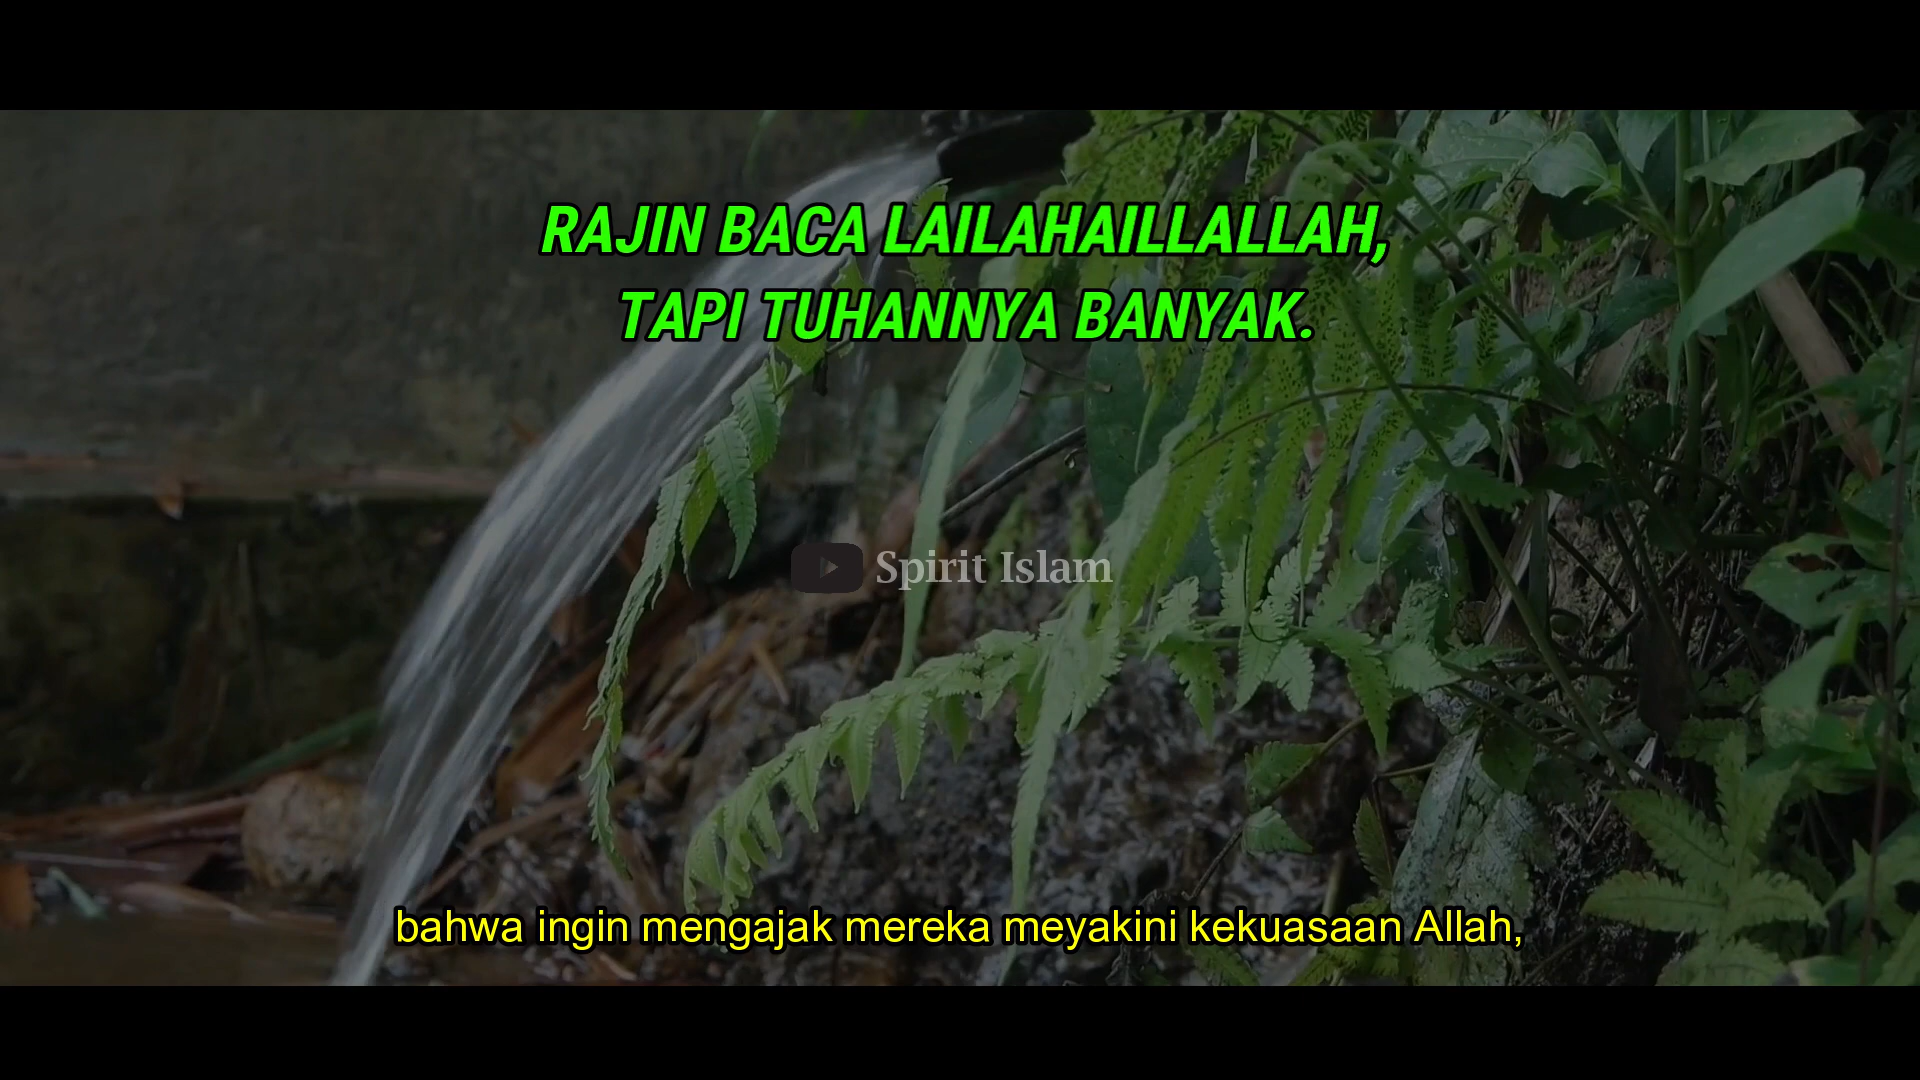 RAJIN BACA LAILAHAILLALLAH,
TAPI TUHANNYA BANYAK.
Spirit Islam
bahwa ingin mengajak mereka meyakini kekuasaan Allah,